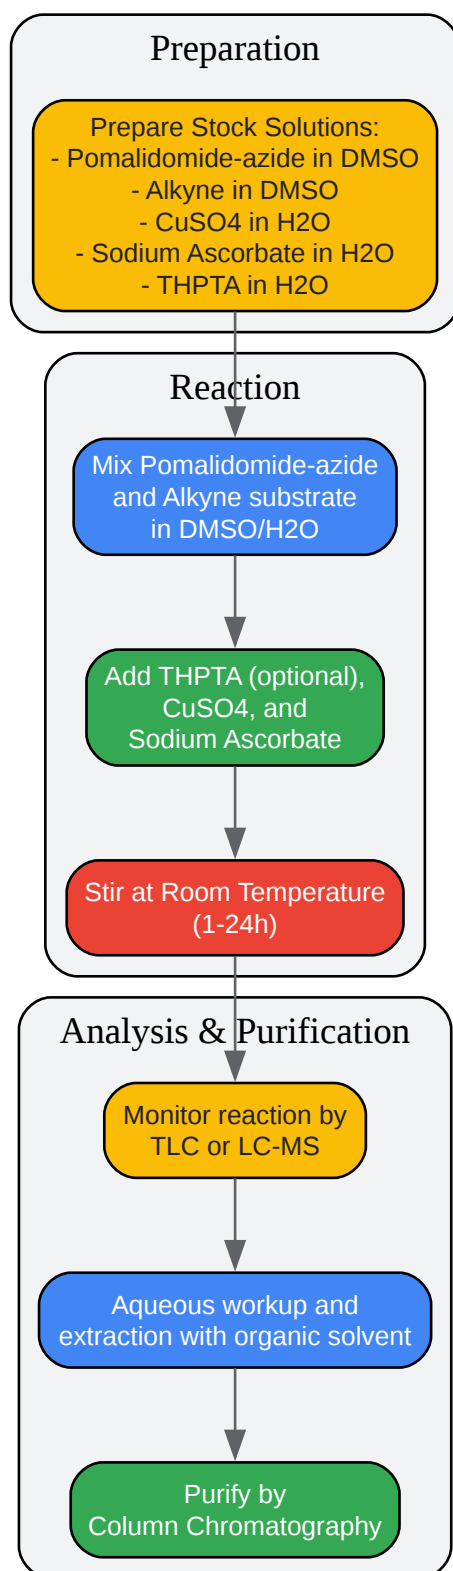 Preparation
Prepare Stock Solutions:
- Pomalidomide-azide in DMSO
- Alkyne in DMSO
- CuSO4 in H2O
- Sodium Ascorbate in H2O
- THPTA in H2O
Reaction
Mix Pomalidomide-azide
and Alkyne substrate
in DMSO/H2O
Add THPTA (optional),
CuSO4, and
Sodium Ascorbate
Stir at Room Temperature
(1-24h)
Analysis & Purification
Monitor reaction by
TLC or LC-MS
Aqueous workup and
extraction with organic solvent
Purify by
Column Chromatography